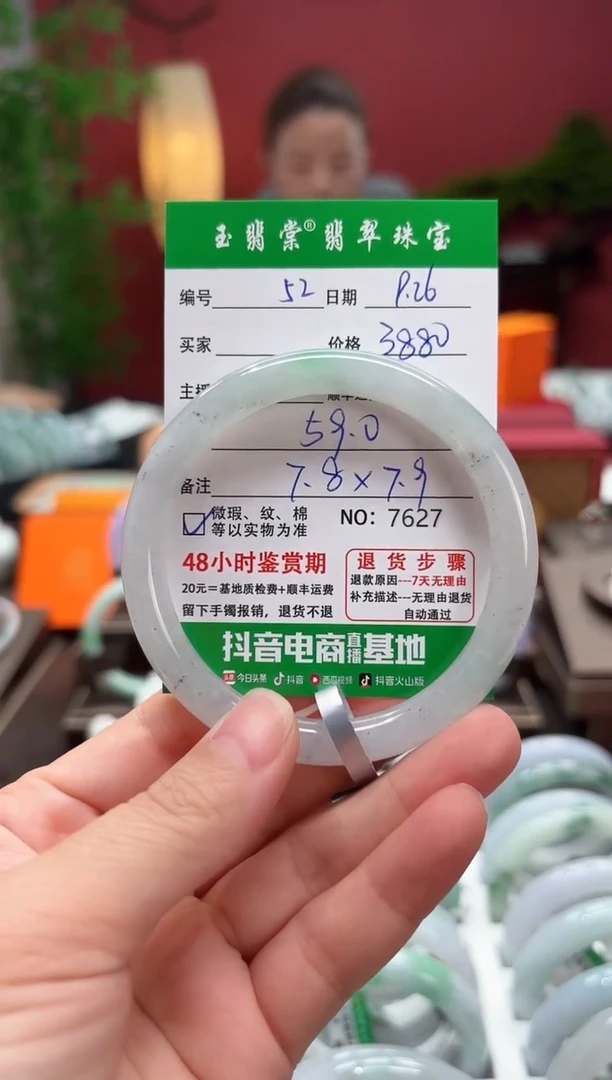 玉翡棠®翡翠珠宝
编号 52 日期 9.26
买家 价格 3880
主播
59.0
备注 7.8×7.9
微瑕、纹、棉
等以实物为准
NO: 7627
48小时鉴赏期
20元=基地质检费+顺丰运费
留下手镯报销，退货不退
退货步骤
退款原因---7天无理由
补充描述---无理由退货
自动通过
抖音电商直播基地
头条 今日头条 抖音 西瓜视频 抖音火山版